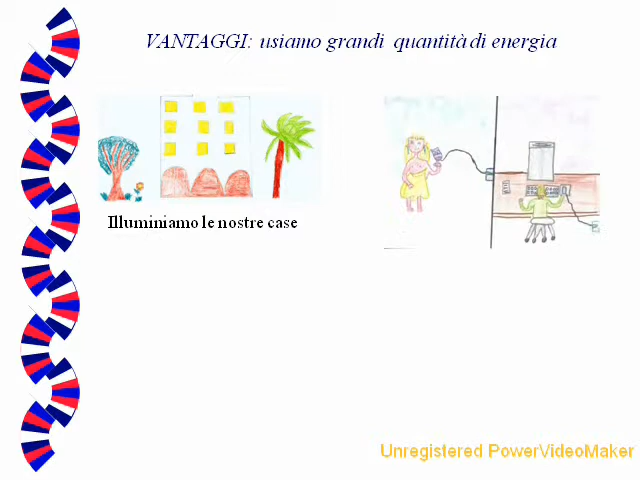 VANTAGGI: usiamo grandi quantità di energia
Illuminiamo le nostre case
Unregistered PowerVideoMaker